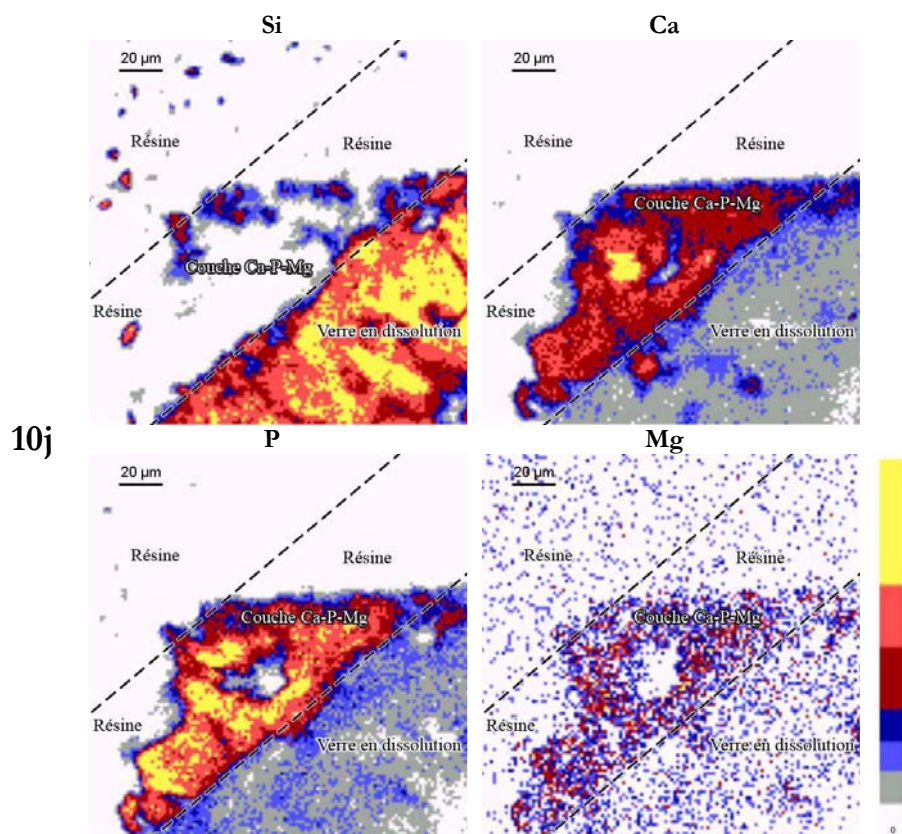 Si
Ca
20 µm
20 µm
Résine
Résine
Résine
Résine
Couche Ca-P-Mg
Couche Ca-P-Mg
Résine
Résine
Verre en dissolution
Verre en dissolution
10j
P
Mg
20 µm
20 µm
Résine
Résine
Résine
Résine
Couche Ca-P-Mg
Couche Ca-P-Mg
Résine
Résine
Verre en dissolution
Verre en dissolution
0